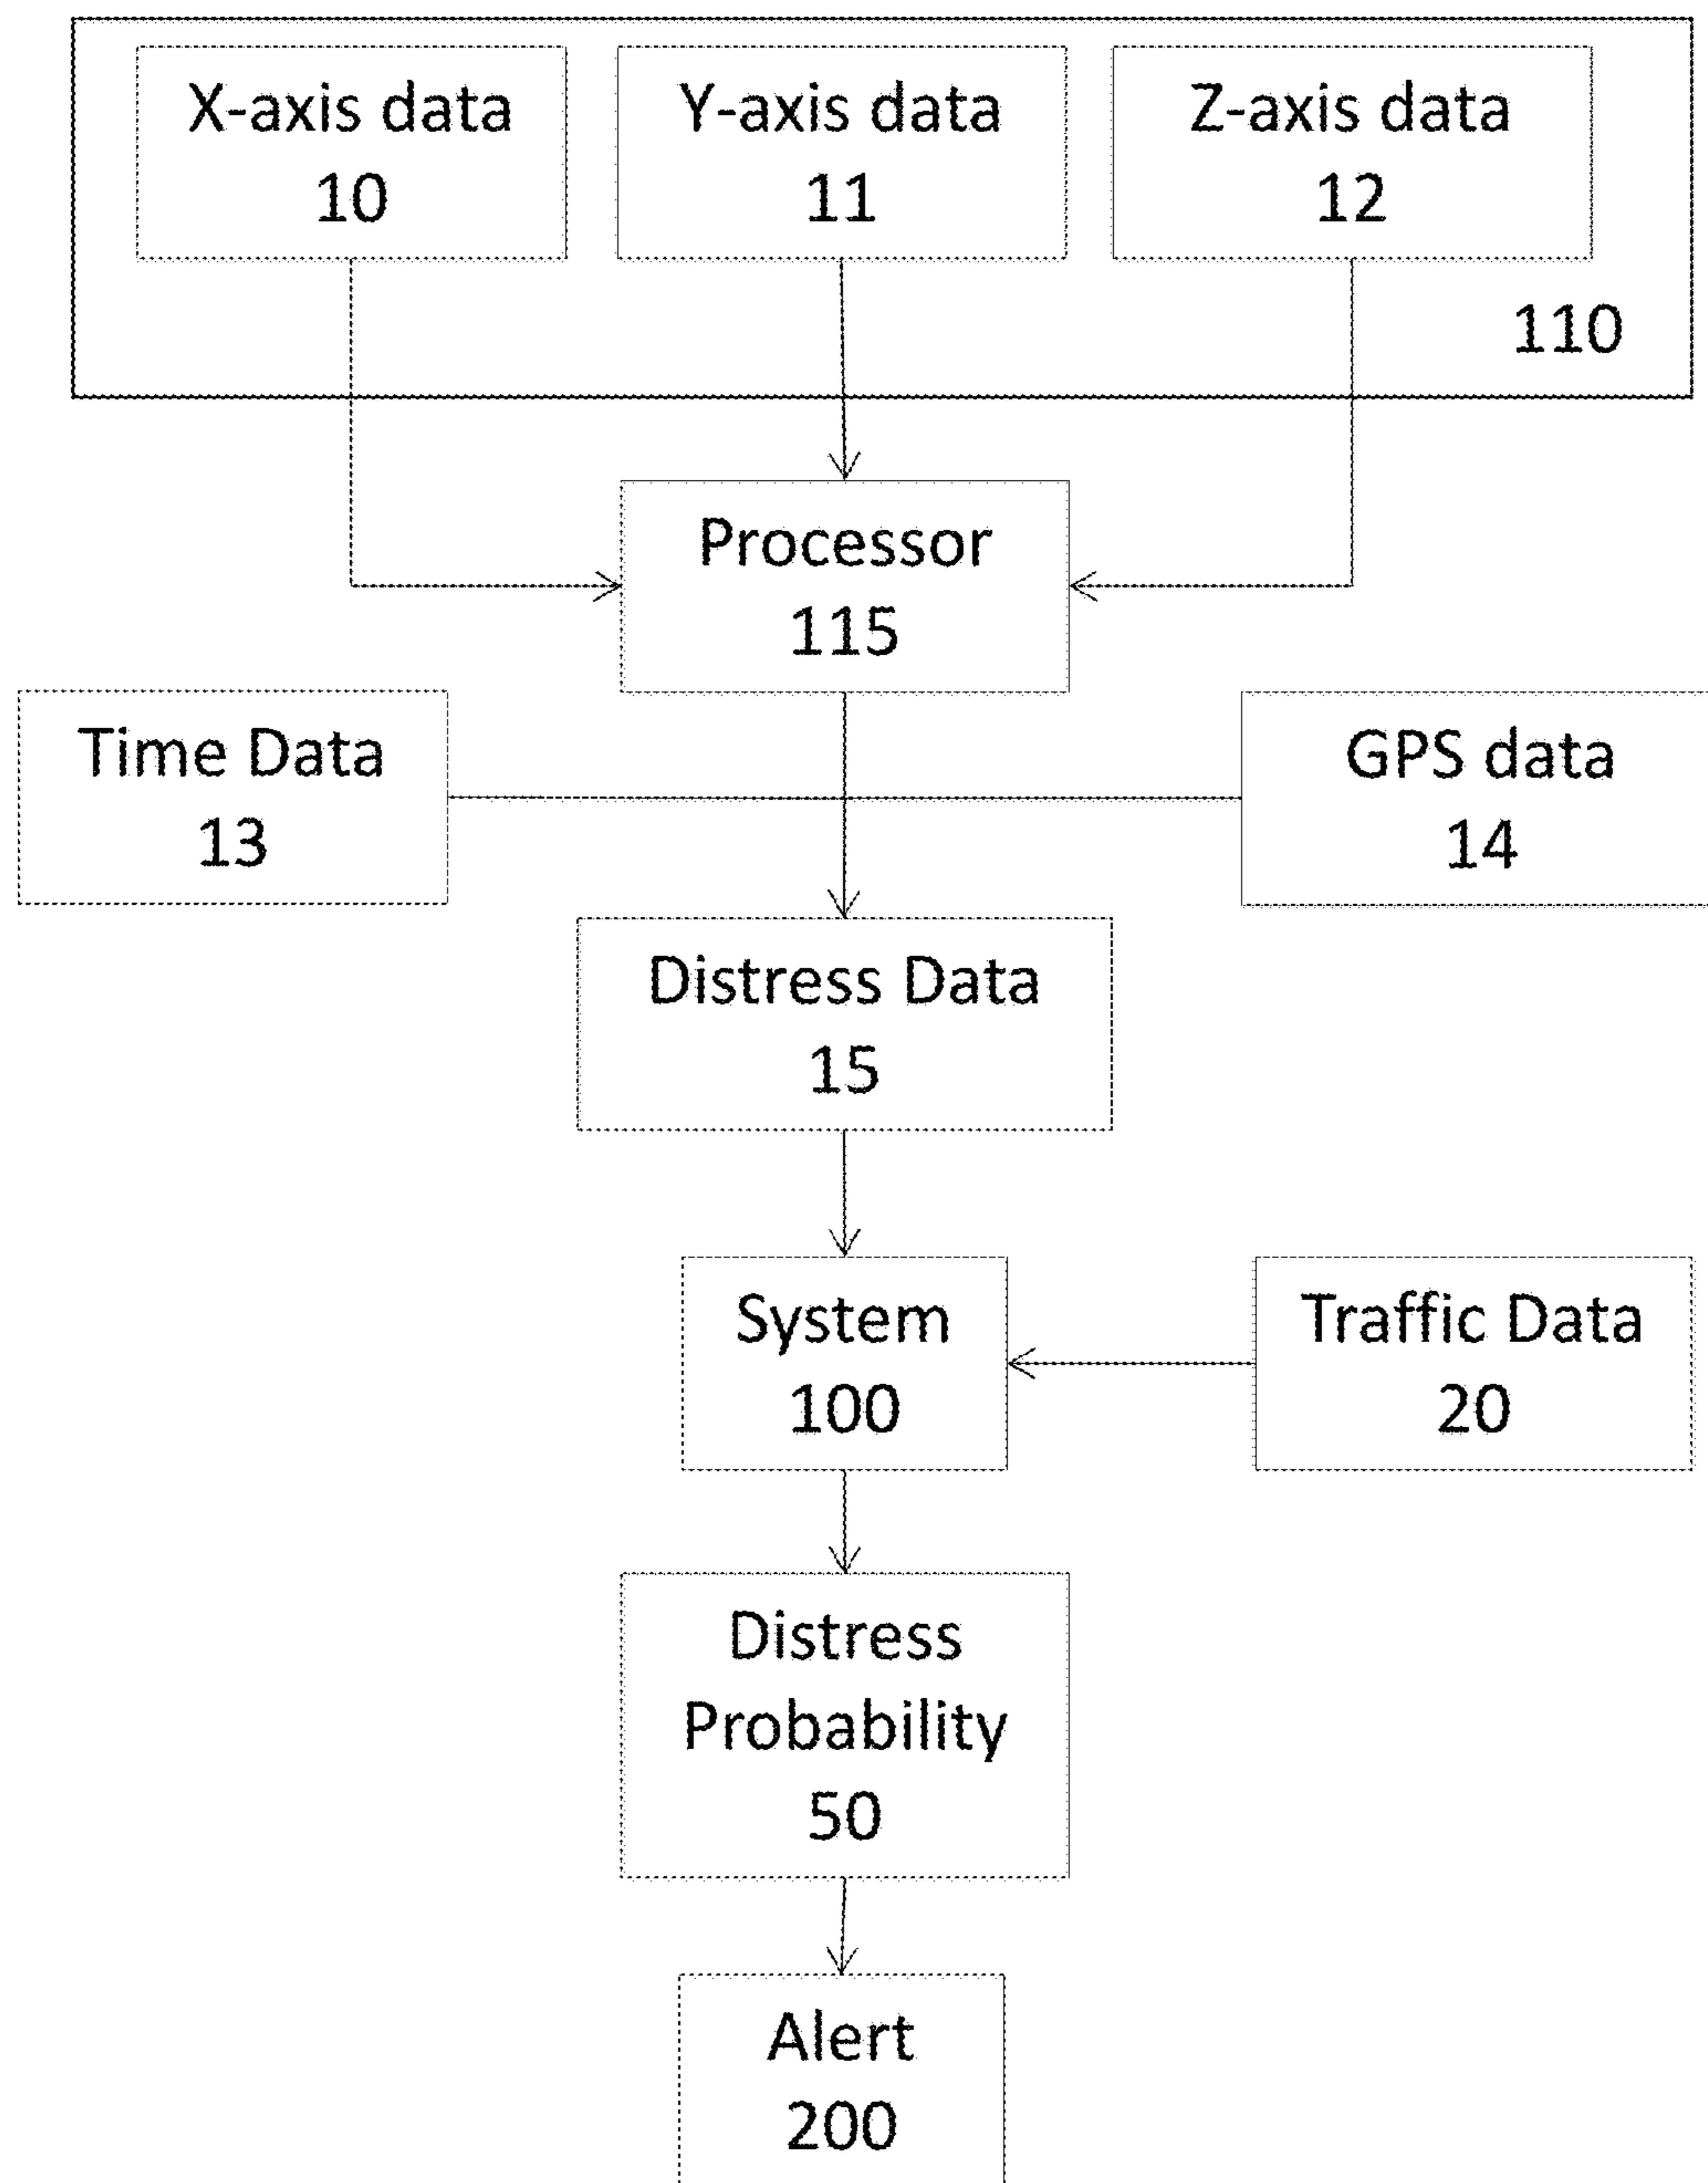 X-axis data
10
Y-axis data
11
Z-axis data
12
110
Processor
115
Time Data
13
GPS data
14
Distress Data
15
System
100
Traffic Data
20
Distress
Probability
50
Alert
200